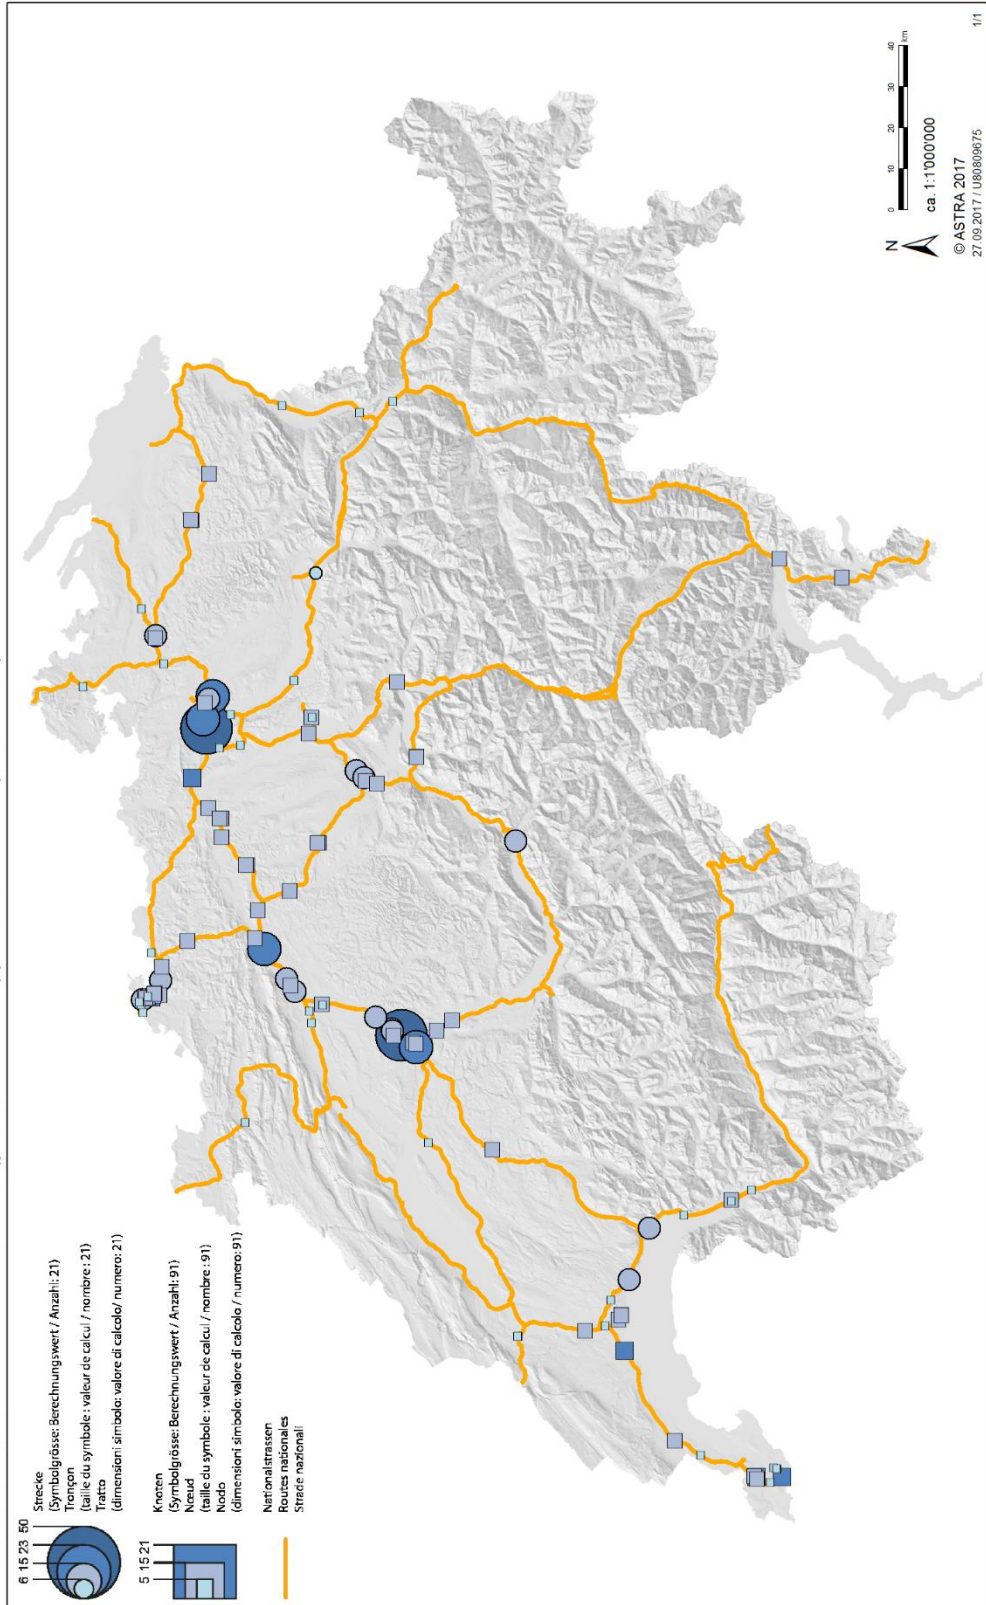 6 15 23 50
Strecke
(Symbolgrösse: Berechnungswert / Anzahl: 21)
Tronçon
(taille du symbole : valeur de calcul / nombre : 21)
Tratto
(dimensioni simbolo: valore di calcolo/ numero: 21)
5 15 21
Knoten
(Symbolgrösse: Berechnungswert / Anzahl: 91)
Nœud
(taille du symbole : valeur de calcul / nombre : 91)
Nodo
(dimensioni simbolo: valore di calcolo / numero: 91)
Nationalstrassen
Routes nationales
Strade nazionali
N
0 10 20 30 40
km
ca. 1:1'000'000
© ASTRA 2017
27.09.2017 / U80809675
1/1